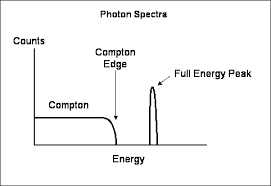 Photon Spectra
Counts
Compton
Edge
Full Energy Peak
Compton
Energy